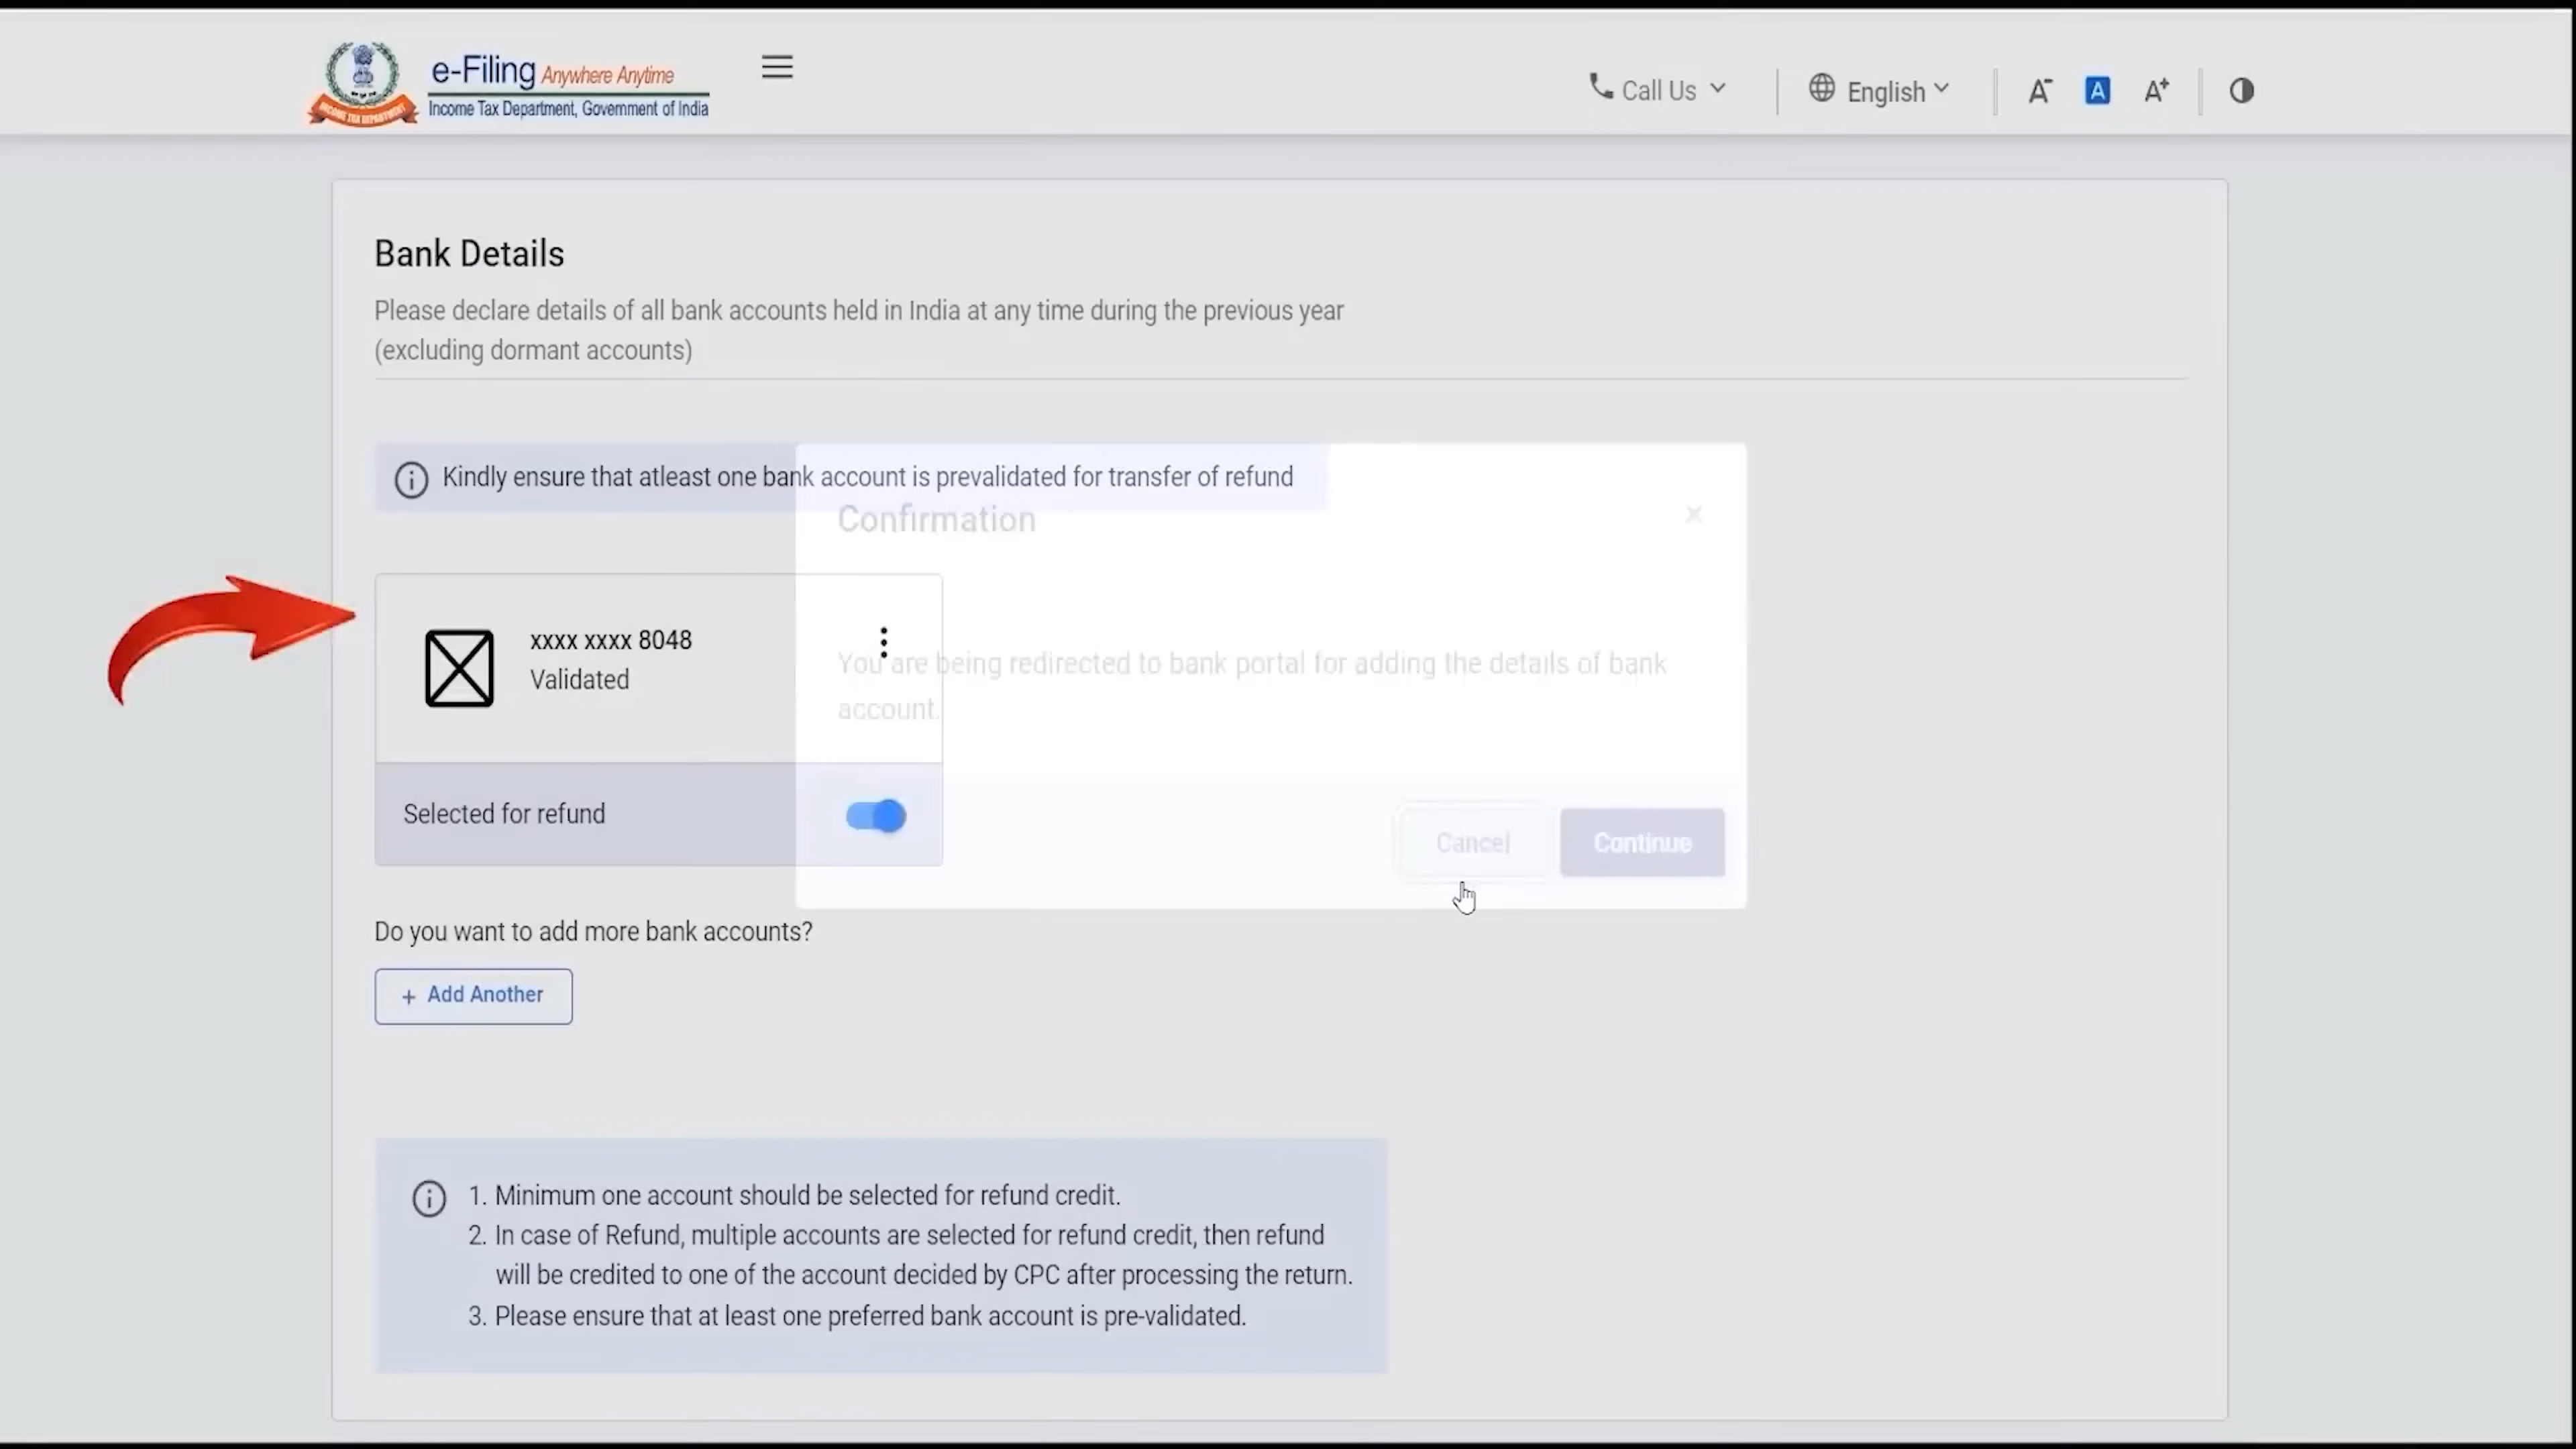 e-Filing Anywhere Anytime
Income Tax Department, Government of India
INCOME TAX DEPARTMENT
Call Us
English
A-
A
A+
Bank Details
Please declare details of all bank accounts held in India at any time during the previous year
(excluding dormant accounts)
Kindly ensure that atleast one bank account is prevalidated for transfer of refund
Confirmation
×
xxxx xxxx 8048
Validated
You are being redirected to bank portal for adding the details of bank
account.
Selected for refund
Cancel
Continue
Do you want to add more bank accounts?
+ Add Another
1. Minimum one account should be selected for refund credit.
2. In case of Refund, multiple accounts are selected for refund credit, then refund
will be credited to one of the account decided by CPC after processing the return.
3. Please ensure that at least one preferred bank account is pre-validated.